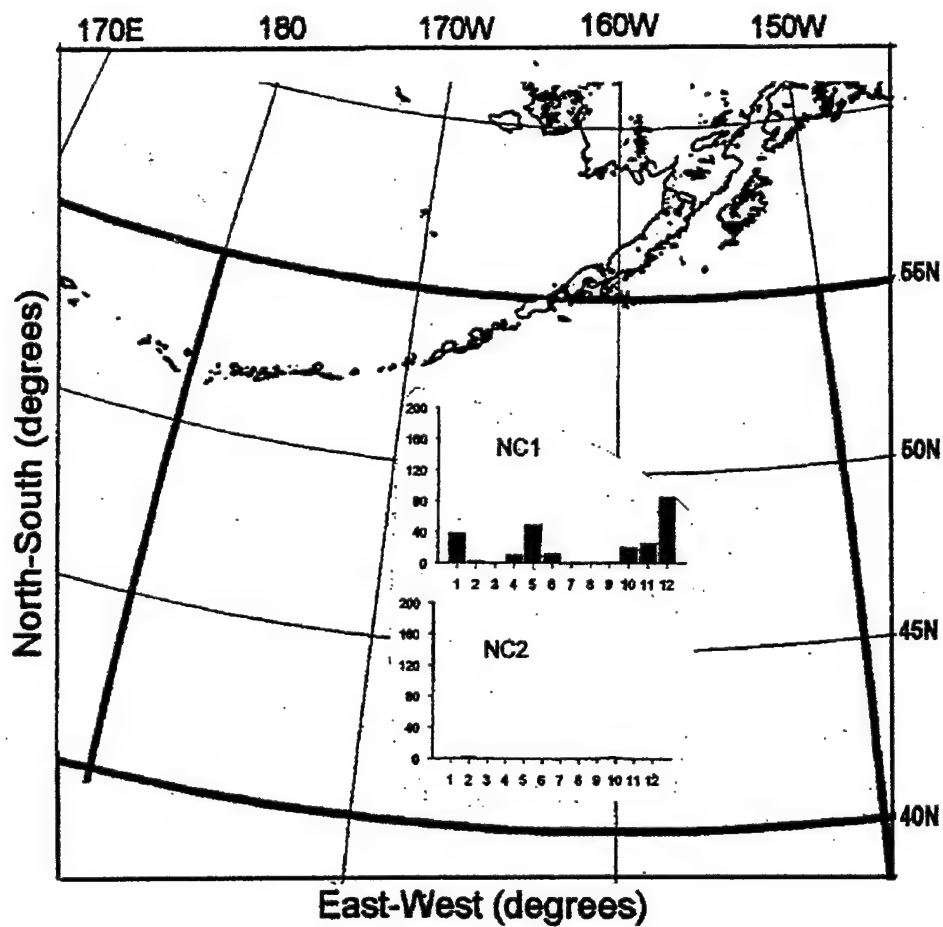 170E 180 170W 160W 150W
55N
200
160
120
80
40
0
NC1
50N
1 2 3 4 5 6 7 8 9 10 11 12
200
160
120
80
40
0
NC2
45N
1 2 3 4 5 6 7 8 9 10 11 12
40N
North-South (degrees)
East-West (degrees)